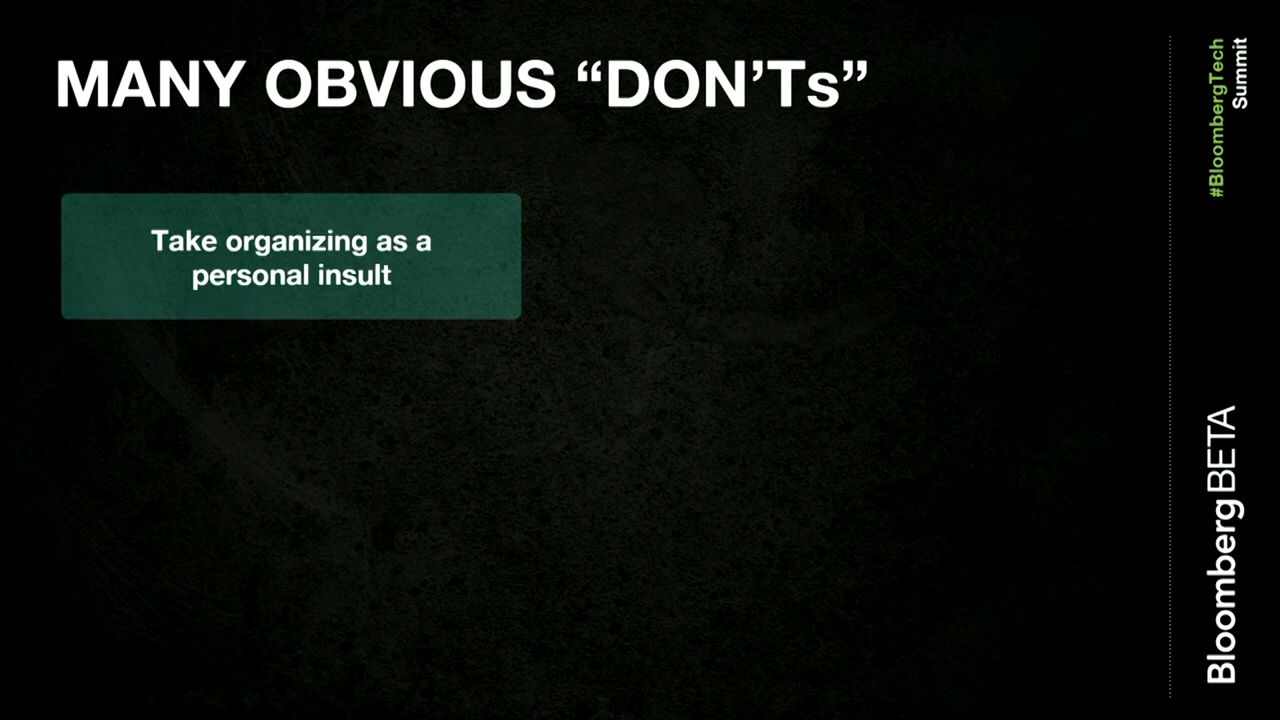 MANY OBVIOUS “DON’Ts”
Take organizing as a
personal insult
#BloombergTech
Summit
Bloomberg BETA